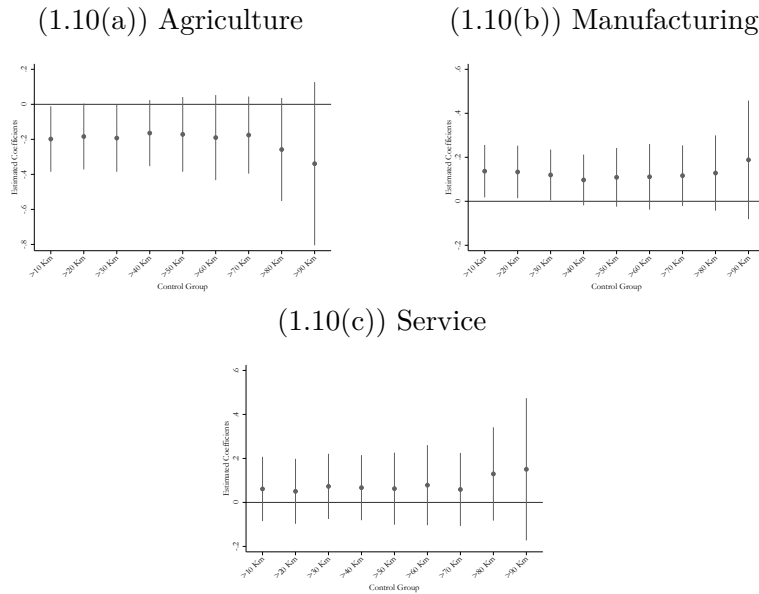 (1.10(a)) Agriculture
.2
0
-.2
-.4
-.6
-.8
Estimated Coefficients
>10 Km
>20 Km
>30 Km
>40 Km
>50 Km
>60 Km
>70 Km
>80 Km
>90 Km
Control Group
(1.10(b)) Manufacturing
.6
.4
.2
0
-.2
Estimated Coefficients
>10 Km
>20 Km
>30 Km
>40 Km
>50 Km
>60 Km
>70 Km
>80 Km
>90 Km
Control Group
(1.10(c)) Service
.6
.4
.2
0
-.2
Estimated Coefficients
>10 Km
>20 Km
>30 Km
>40 Km
>50 Km
>60 Km
>70 Km
>80 Km
>90 Km
Control Group